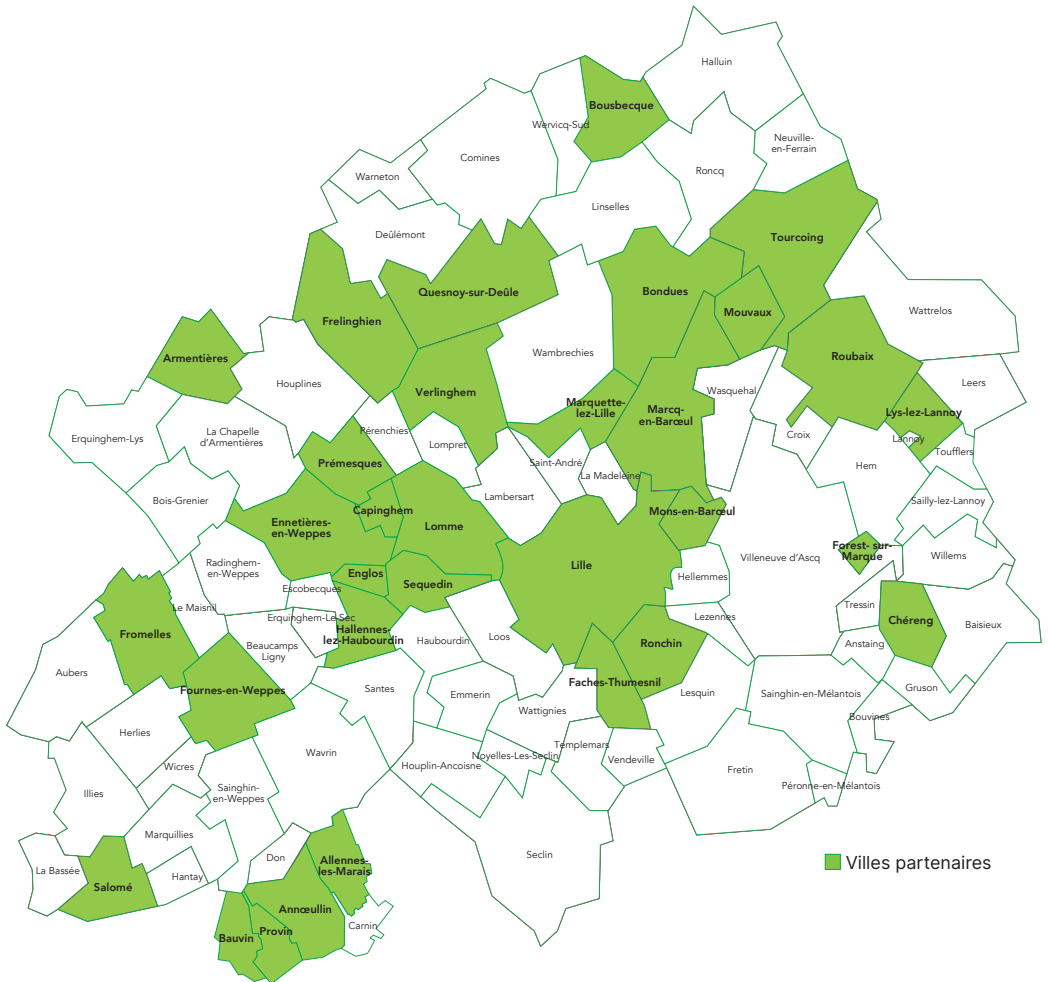 Halluin
Bousbecque
Wervicq-Sud
Neuville-
en-Ferrain
Comines
Roncq
Warneton
Linselles
Deûlémont
Tourcoing
Quesnoy-sur-Deûle
Bondues
Wattrelos
Mouvaux
Frelinghien
Wambrechies
Armentières
Roubaix
Houplines
Leers
Verlinghem
Wasquehal
Marquette-
lez-Lille
Marcq-
en-Barœul
Lys-lez-Lannoy
Erquinghem-Lys
La Chapelle
d'Armentières
Pérenchies
Lompret
Croix
Lannoy
Toufflers
Prémesques
Saint-André
La Madeleine
Hem
Bois-Grenier
Lambersart
Sailly-lez-Lannoy
Capinghem
Mons-en-Barœul
Ennetières-
en-Weppes
Lomme
Forest- sur-
Marque
Willems
Villeneuve d'Ascq
Radinghem-
en-Weppes
Lille
Englos
Hellemmes
Sequedin
Escobecques
Le Maisnil
Tressin
Erquinghem-Le Sec
Lezennes
Chéreng
Baisieux
Fromelles
Hallennes-
lez-Haubourdin
Haubourdin
Loos
Ronchin
Anstaing
Beaucamps
Ligny
Aubers
Faches-Thumesnil
Gruson
Fournes-en-Weppes
Santes
Emmerin
Lesquin
Sainghin-en-Mélantois
Wattignies
Bouvines
Herlies
Templemars
Wavrin
Noyelles-Les-Seclin
Vendeville
Wicres
Houplin-Ancoisne
Fretin
Péronne-en-Mélantois
Illies
Sainghin-
en-Weppes
Marquillies
Seclin
Don
Allennes-
les-Marais
Villes partenaires
La Bassée
Hantay
Salomé
Annœullin
Carnin
Provin
Bauvin